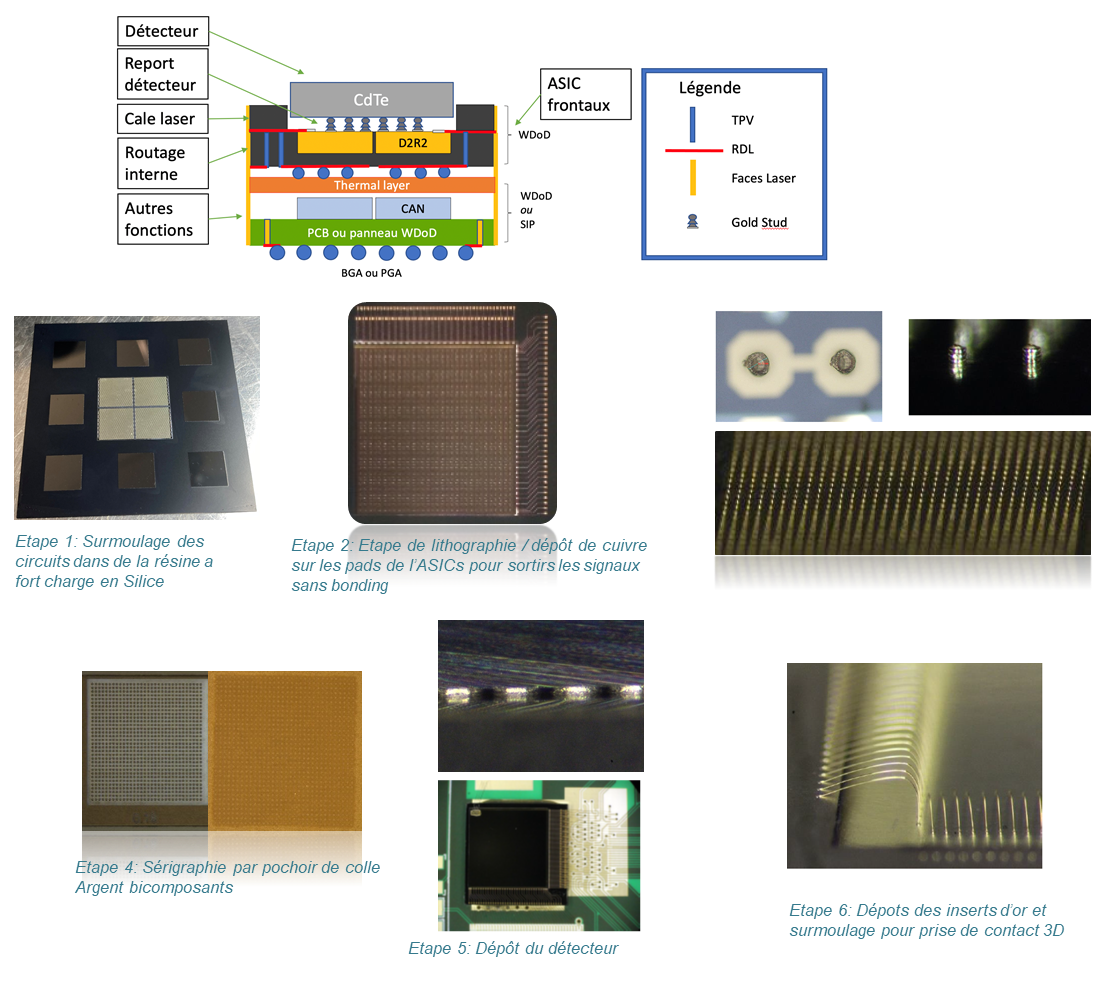 Détecteur
Report
détecteur
Cale laser
Routage
interne
Autres
fonctions
CdTe
D2R2
Thermal layer
CAN
PCB ou panneau WDoD
BGA ou PGA
WDoD
WDoD
ou
SIP
ASIC
frontaux
Légende
TPV
RDL
Faces Laser
Gold Stud
Etape 1: Surmoulage des
circuits dans de la résine a
fort charge en Silice
Etape 2: Etape de lithographie / dépôt de cuivre
sur les pads de l’ASICs pour sortirs les signaux
sans bonding
Etape 4: Sérigraphie par pochoir de colle
Argent bicomposants
Etape 5: Dépôt du détecteur
Etape 6: Dépots des inserts d’or et
surmoulage pour prise de contact 3D